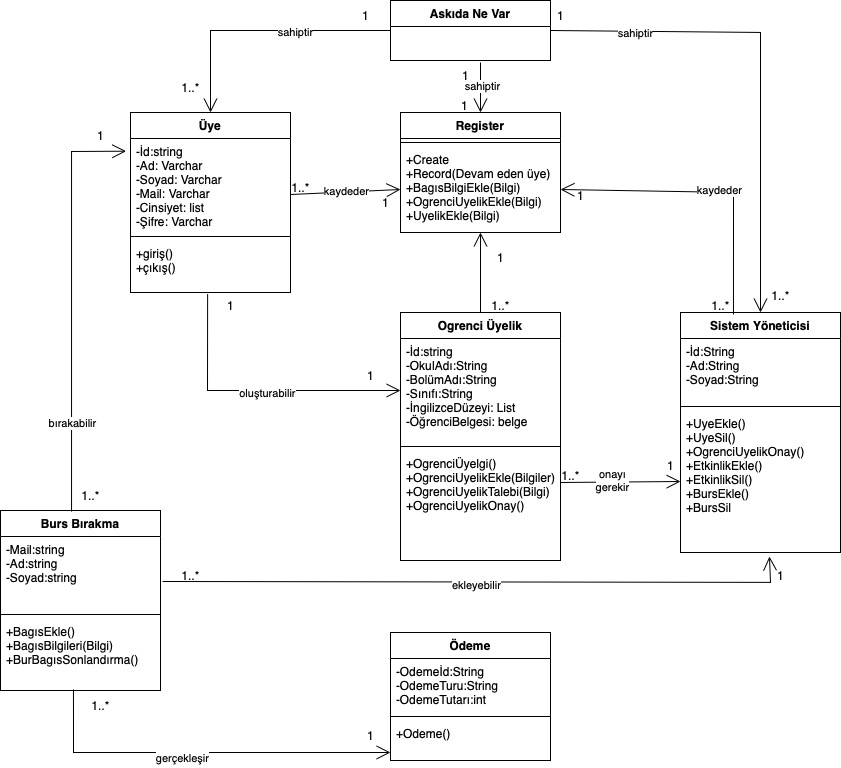 Askıda Ne Var
1
sahiptir
1..*
1
sahiptir
1
1
sahiptir
1..*
Üye
-İd:string
-Ad: Varchar
-Soyad: Varchar
-Mail: Varchar
-Cinsiyet: list
-Şifre: Varchar
+giriş()
+çıkış()
Register
+Create
+Record(Devam eden üye)
+BagısBilgiEkle(Bilgi)
+OgrenciUyelikEkle(Bilgi)
+UyelikEkle(Bilgi)
1..*
kaydeder
1
1
kaydeder
1..*
1
1..*
1
oluşturabilir
1
Ogrenci Üyelik
-İd:string
-OkulAdı:String
-BolümAdı:String
-Sınıfı:String
-İngilizceDüzeyi: List
-ÖğrenciBelgesi: belge
+OgrenciÜyelgi()
+OgrenciUyelikEkle(Bilgiler)
+OgrenciUyelikTalebi(Bilgi)
+OgrenciUyelikOnay()
1..*
onayı
gerekir
1
Sistem Yöneticisi
-İd:String
-Ad:String
-Soyad:String
+UyeEkle()
+UyeSil()
+OgrenciUyelikOnay()
+EtkinlikEkle()
+EtkinlikSil()
+BursEkle()
+BursSil
1
bırakabilir
1..*
Burs Bırakma
-Mail:string
-Ad:string
-Soyad:string
+BagısEkle()
+BagısBilgileri(Bilgi)
+BurBagısSonlandırma()
1..*
ekleyebilir
1
1..*
gerçekleşir
1
Ödeme
-Odemeİd:String
-OdemeTuru:String
-OdemeTutarı:int
+Odeme()